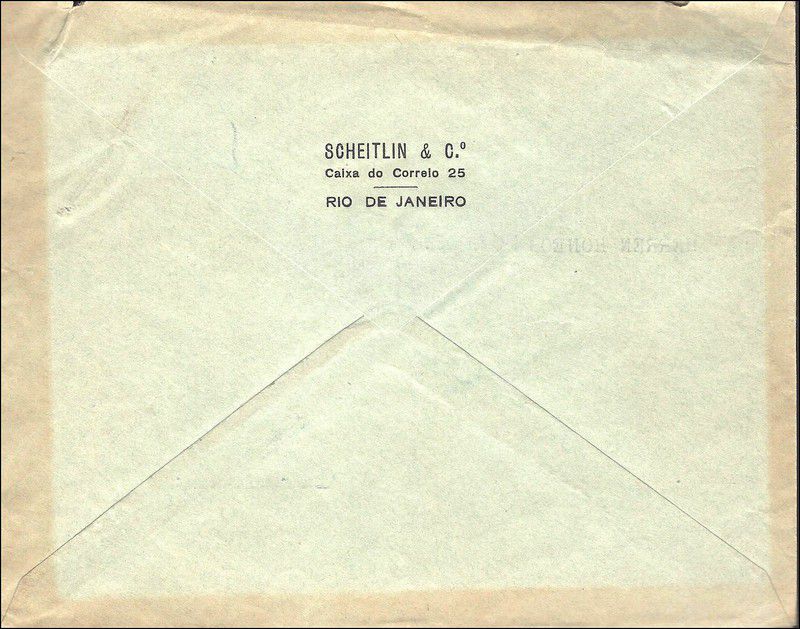 SCHEITLIN & C.º
Caixa do Correio 25
RIO DE JANEIRO